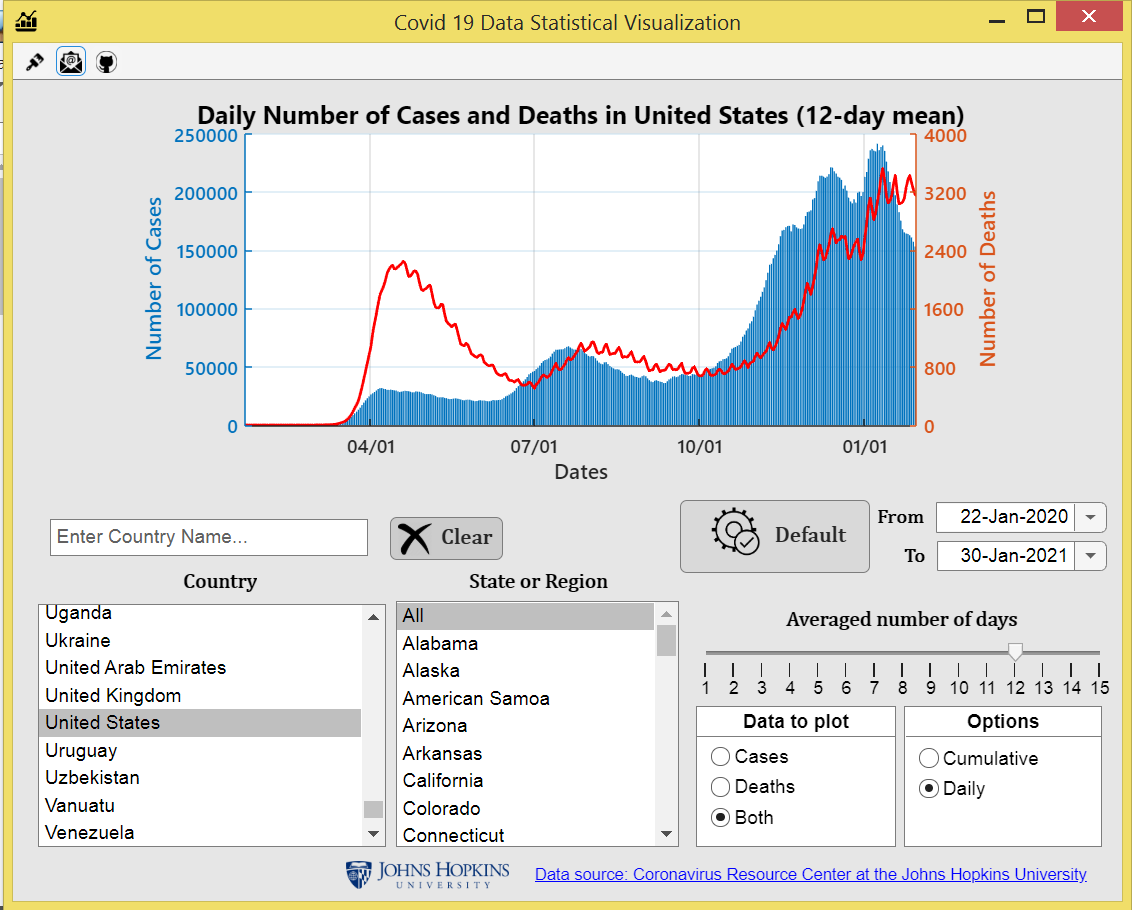 Covid 19 Data Statistical Visualization
Daily Number of Cases and Deaths in United States (12-day mean)
250000
200000
150000
100000
50000
0
Number of Cases
4000
3200
2400
1600
800
0
Number of Deaths
04/01 07/01 10/01 01/01
Dates
Enter Country Name...
Clear
Default
From 22-Jan-2020
To 30-Jan-2021
Country
Uganda
Ukraine
United Arab Emirates
United Kingdom
United States
Uruguay
Uzbekistan
Vanuatu
Venezuela
State or Region
All
Alabama
Alaska
American Samoa
Arizona
Arkansas
California
Colorado
Connecticut
Averaged number of days
1 2 3 4 5 6 7 8 9 10 11 12 13 14 15
Data to plot
Cases
Deaths
Both
Options
Cumulative
Daily
JOHNS HOPKINS
UNIVERSITY
Data source: Coronavirus Resource Center at the Johns Hopkins University